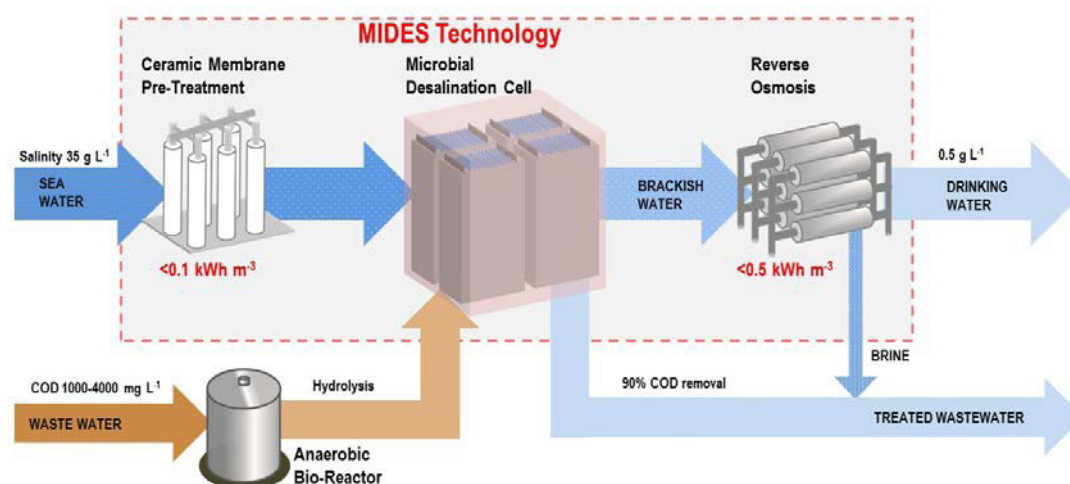 MIDES Technology
Ceramic Membrane
Pre-Treatment
Microbial
Desalination Cell
Reverse
Osmosis
Salinity 35 g L-1
SEA
WATER
BRACKISH
WATER
0.5 g L-1
DRINKING
WATER
<0.1 kWh m-3
<0.5 kWh m-3
BRINE
COD 1000-4000 mg L-1
WASTE WATER
Hydrolysis
90% COD removal
TREATED WASTEWATER
Anaerobic
Bio-Reactor